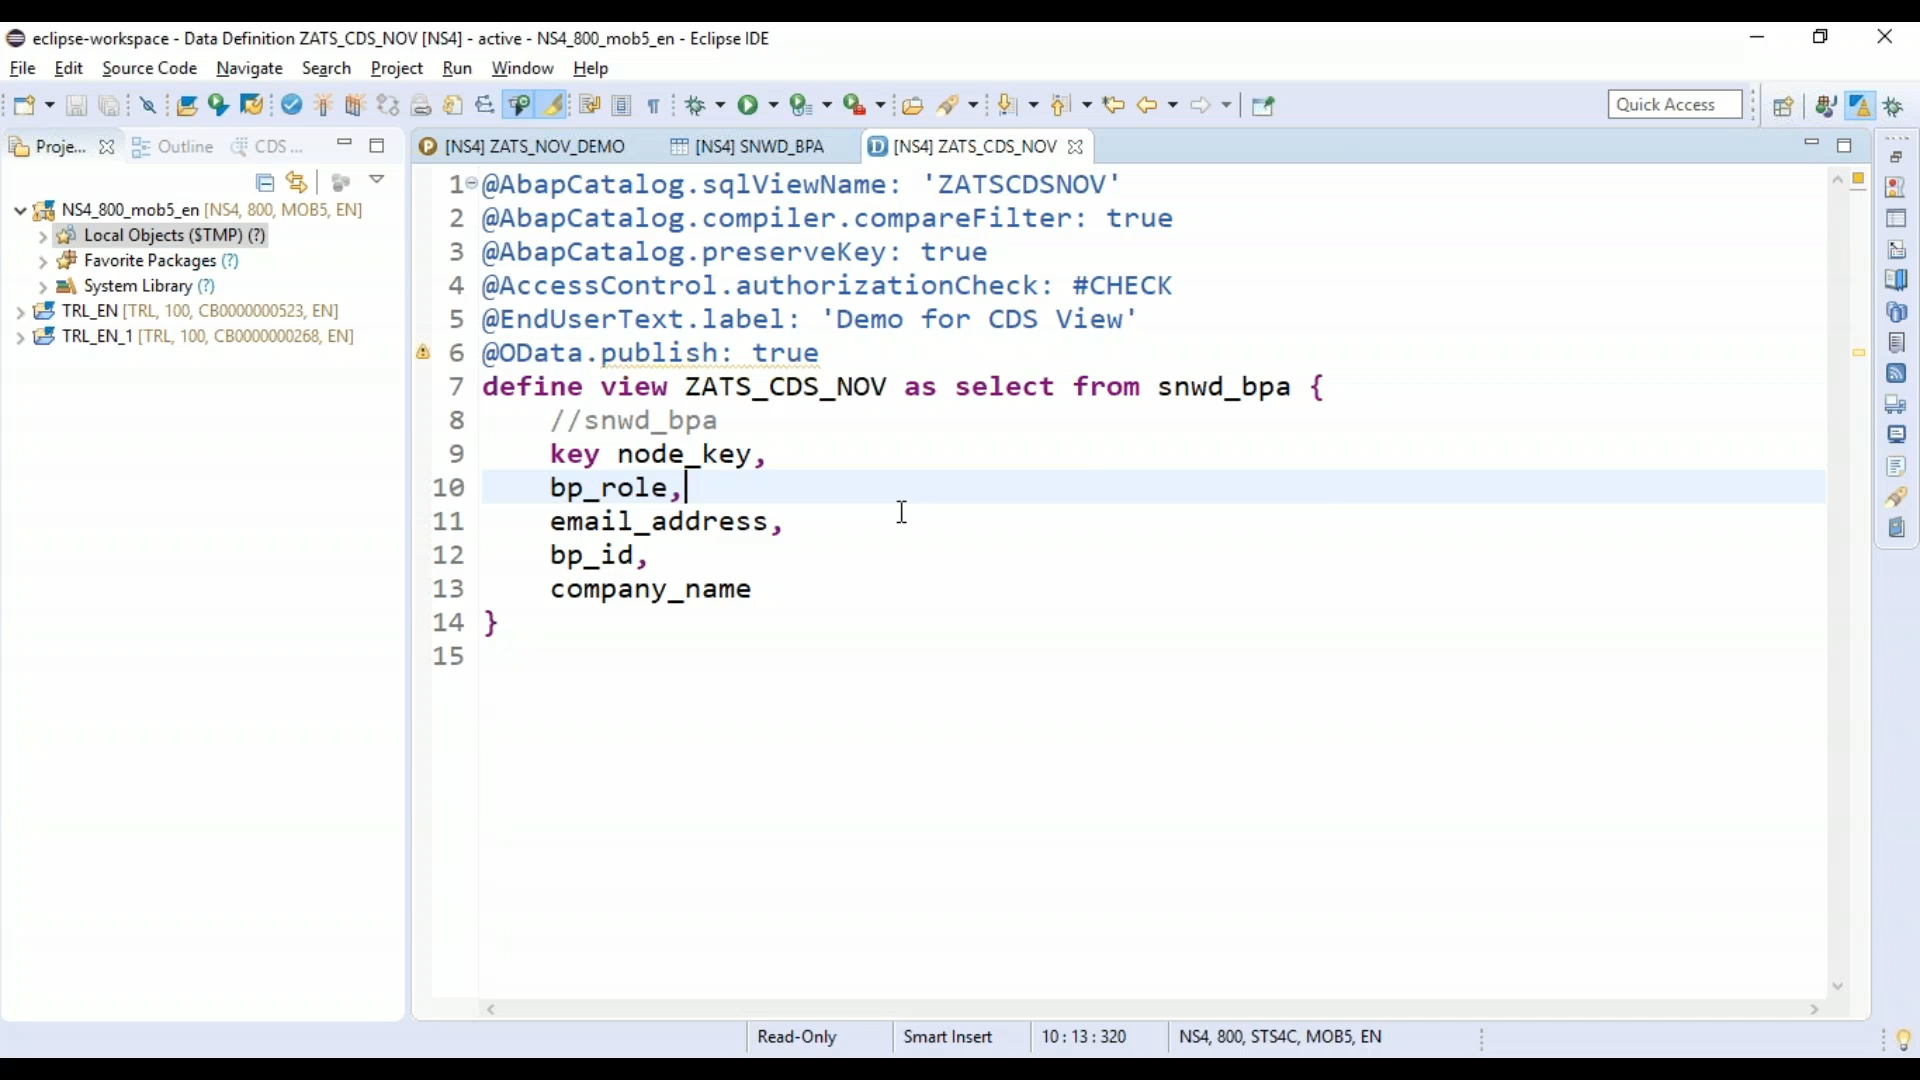 eclipse-workspace - Data Definition ZATS_CDS_NOV [NS4] - active - NS4_800_mob5_en - Eclipse IDE
File Edit Source Code Navigate Search Project Run Window Help
Quick Access
Proje... Outline CDS ...
[NS4] ZATS_NOV_DEMO [NS4] SNWD_BPA [NS4] ZATS_CDS_NOV
NS4_800_mob5_en [NS4, 800, MOB5, EN]
Local Objects ($TMP) (?)
Favorite Packages (?)
System Library (?)
TRL_EN [TRL, 100, CB0000000523, EN]
TRL_EN_1 [TRL, 100, CB0000000268, EN]
1 @AbapCatalog.sqlViewName: 'ZATSCDSNOV'
2 @AbapCatalog.compiler.compareFilter: true
3 @AbapCatalog.preserveKey: true
4 @AccessControl.authorizationCheck: #CHECK
5 @EndUserText.label: 'Demo for CDS View'
6 @OData.publish: true
7 define view ZATS_CDS_NOV as select from snwd_bpa {
8 //snwd_bpa
9 key node_key,
10 bp_role,
11 email_address,
12 bp_id,
13 company_name
14 }
15
Read-Only Smart Insert 10 : 13 : 320 NS4, 800, STS4C, MOB5, EN